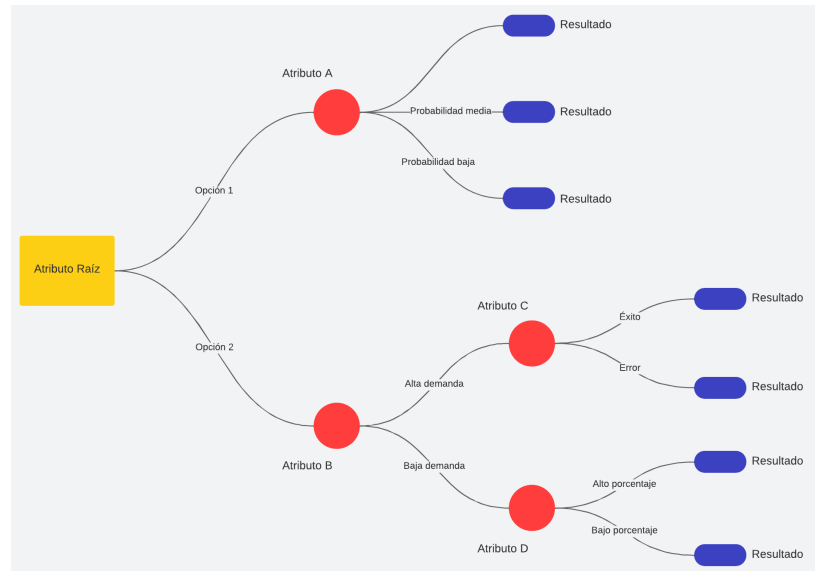 Resultado
Atributo A
Probabilidad media
Resultado
Probabilidad baja
Opción 1
Resultado
Atributo Raíz
Atributo C
Resultado
Éxito
Opción 2
Error
Alta demanda
Resultado
Atributo B
Baja demanda
Resultado
Alto porcentaje
Bajo porcentaje
Atributo D
Resultado